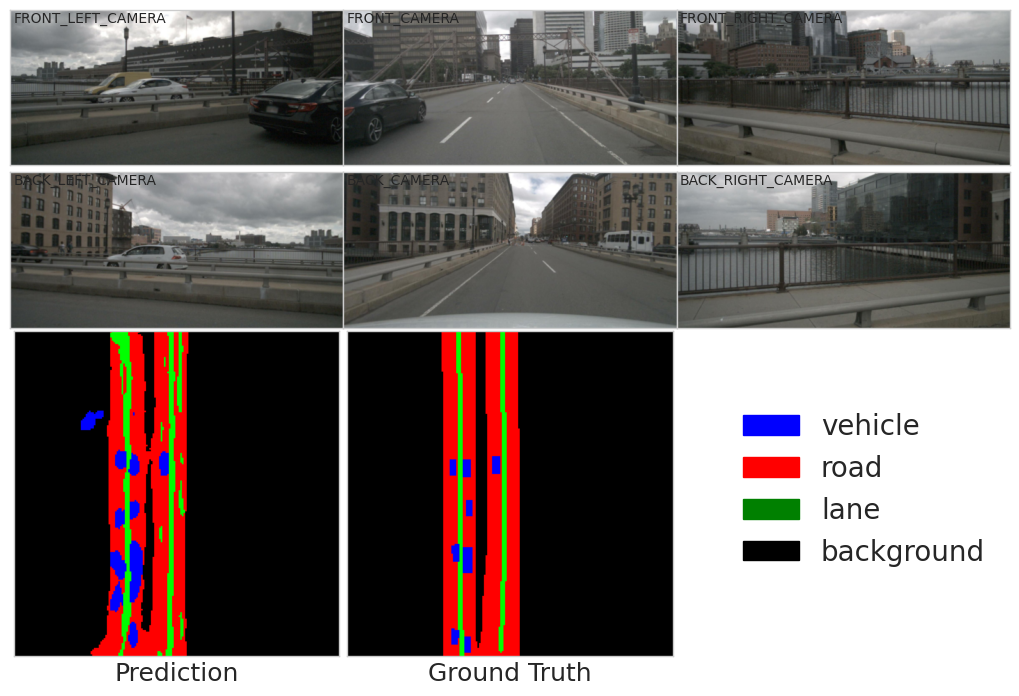 FRONT_LEFT_CAMERA
FRONT_CAMERA
FRONT_RIGHT_CAMERA
BACK_LEFT_CAMERA
BACK_CAMERA
BACK_RIGHT_CAMERA
vehicle
road
lane
background
Prediction
Ground Truth